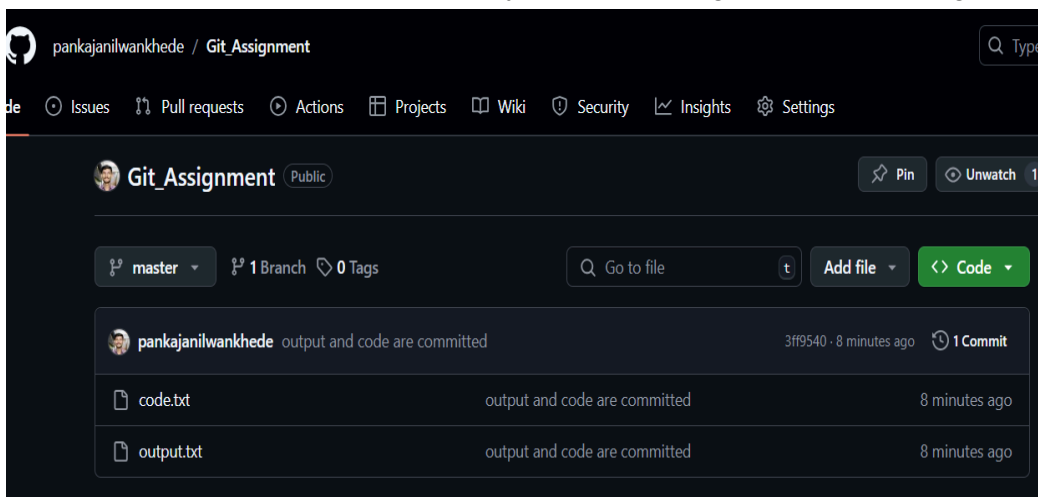 pankajanilwankhede / Git_Assignment
Type
de Issues Pull requests Actions Projects Wiki Security Insights Settings
Git_Assignment Public Pin Unwatch 1
master 1 Branch 0 Tags Go to file t Add file <> Code
pankajanilwankhede output and code are committed 3ff9540 · 8 minutes ago 1 Commit
code.txt output and code are committed 8 minutes ago
output.txt output and code are committed 8 minutes ago